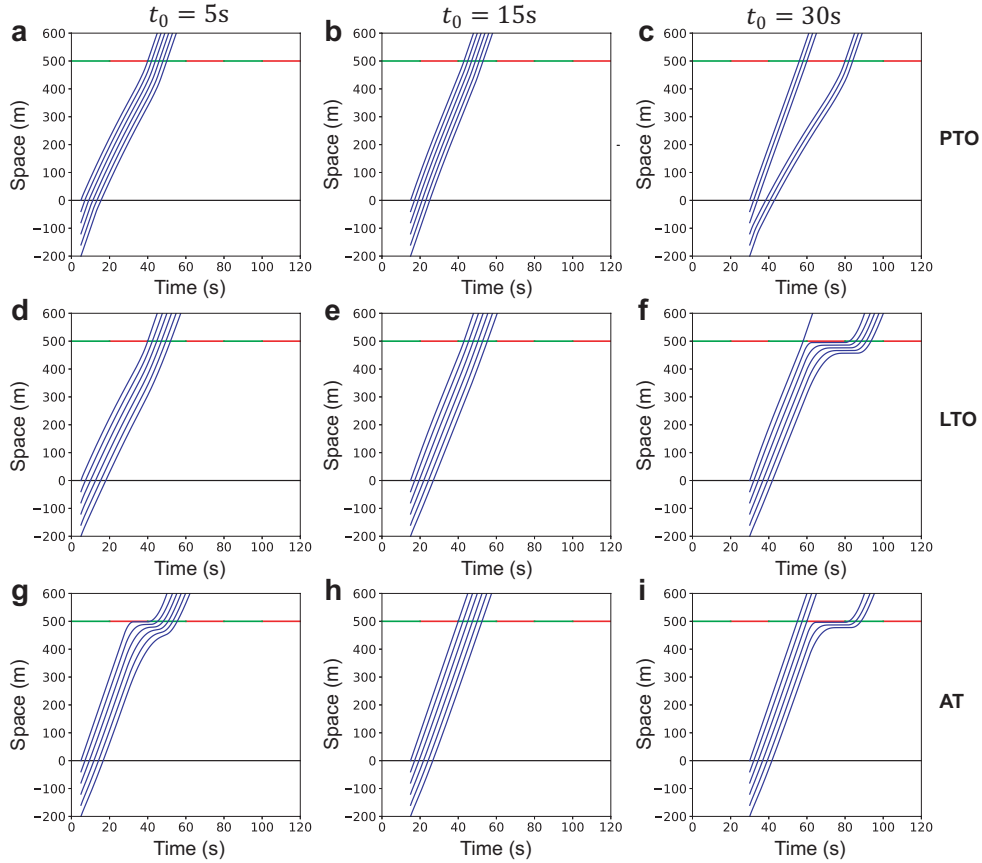 t₀ = 5s t₀ = 15s t₀ = 30s
a b c
600 600 600
500 500 500
400 400 400
300 300 300
200 200 200
100 100 100
0 0 0
−100 −100 −100
−200 −200 −200
Space (m) Space (m) Space (m) PTO
0 20 40 60 80 100 120 0 20 40 60 80 100 120 0 20 40 60 80 100 120
Time (s) Time (s) Time (s)
d e f
600 600 600
500 500 500
400 400 400
300 300 300
200 200 200
100 100 100
0 0 0
−100 −100 −100
−200 −200 −200
Space (m) Space (m) Space (m) LTO
0 20 40 60 80 100 120 0 20 40 60 80 100 120 0 20 40 60 80 100 120
Time (s) Time (s) Time (s)
g h i
600 600 600
500 500 500
400 400 400
300 300 300
200 200 200
100 100 100
0 0 0
−100 −100 −100
−200 −200 −200
Space (m) Space (m) Space (m) AT
0 20 40 60 80 100 120 0 20 40 60 80 100 120 0 20 40 60 80 100 120
Time (s) Time (s) Time (s)